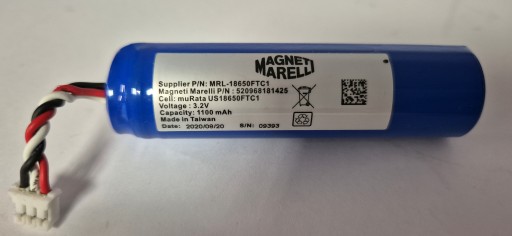 MAGNETI
MARELLI
Supplier P/N: MRL-18650FTC1
Magneti Marelli P/N : 520968181425
Cell: muRata US18650FTC1
Voltage : 3.2V
Capacity: 1100 mAh
Made in Taiwan
Date: 2020/08/20 S/N: 09393